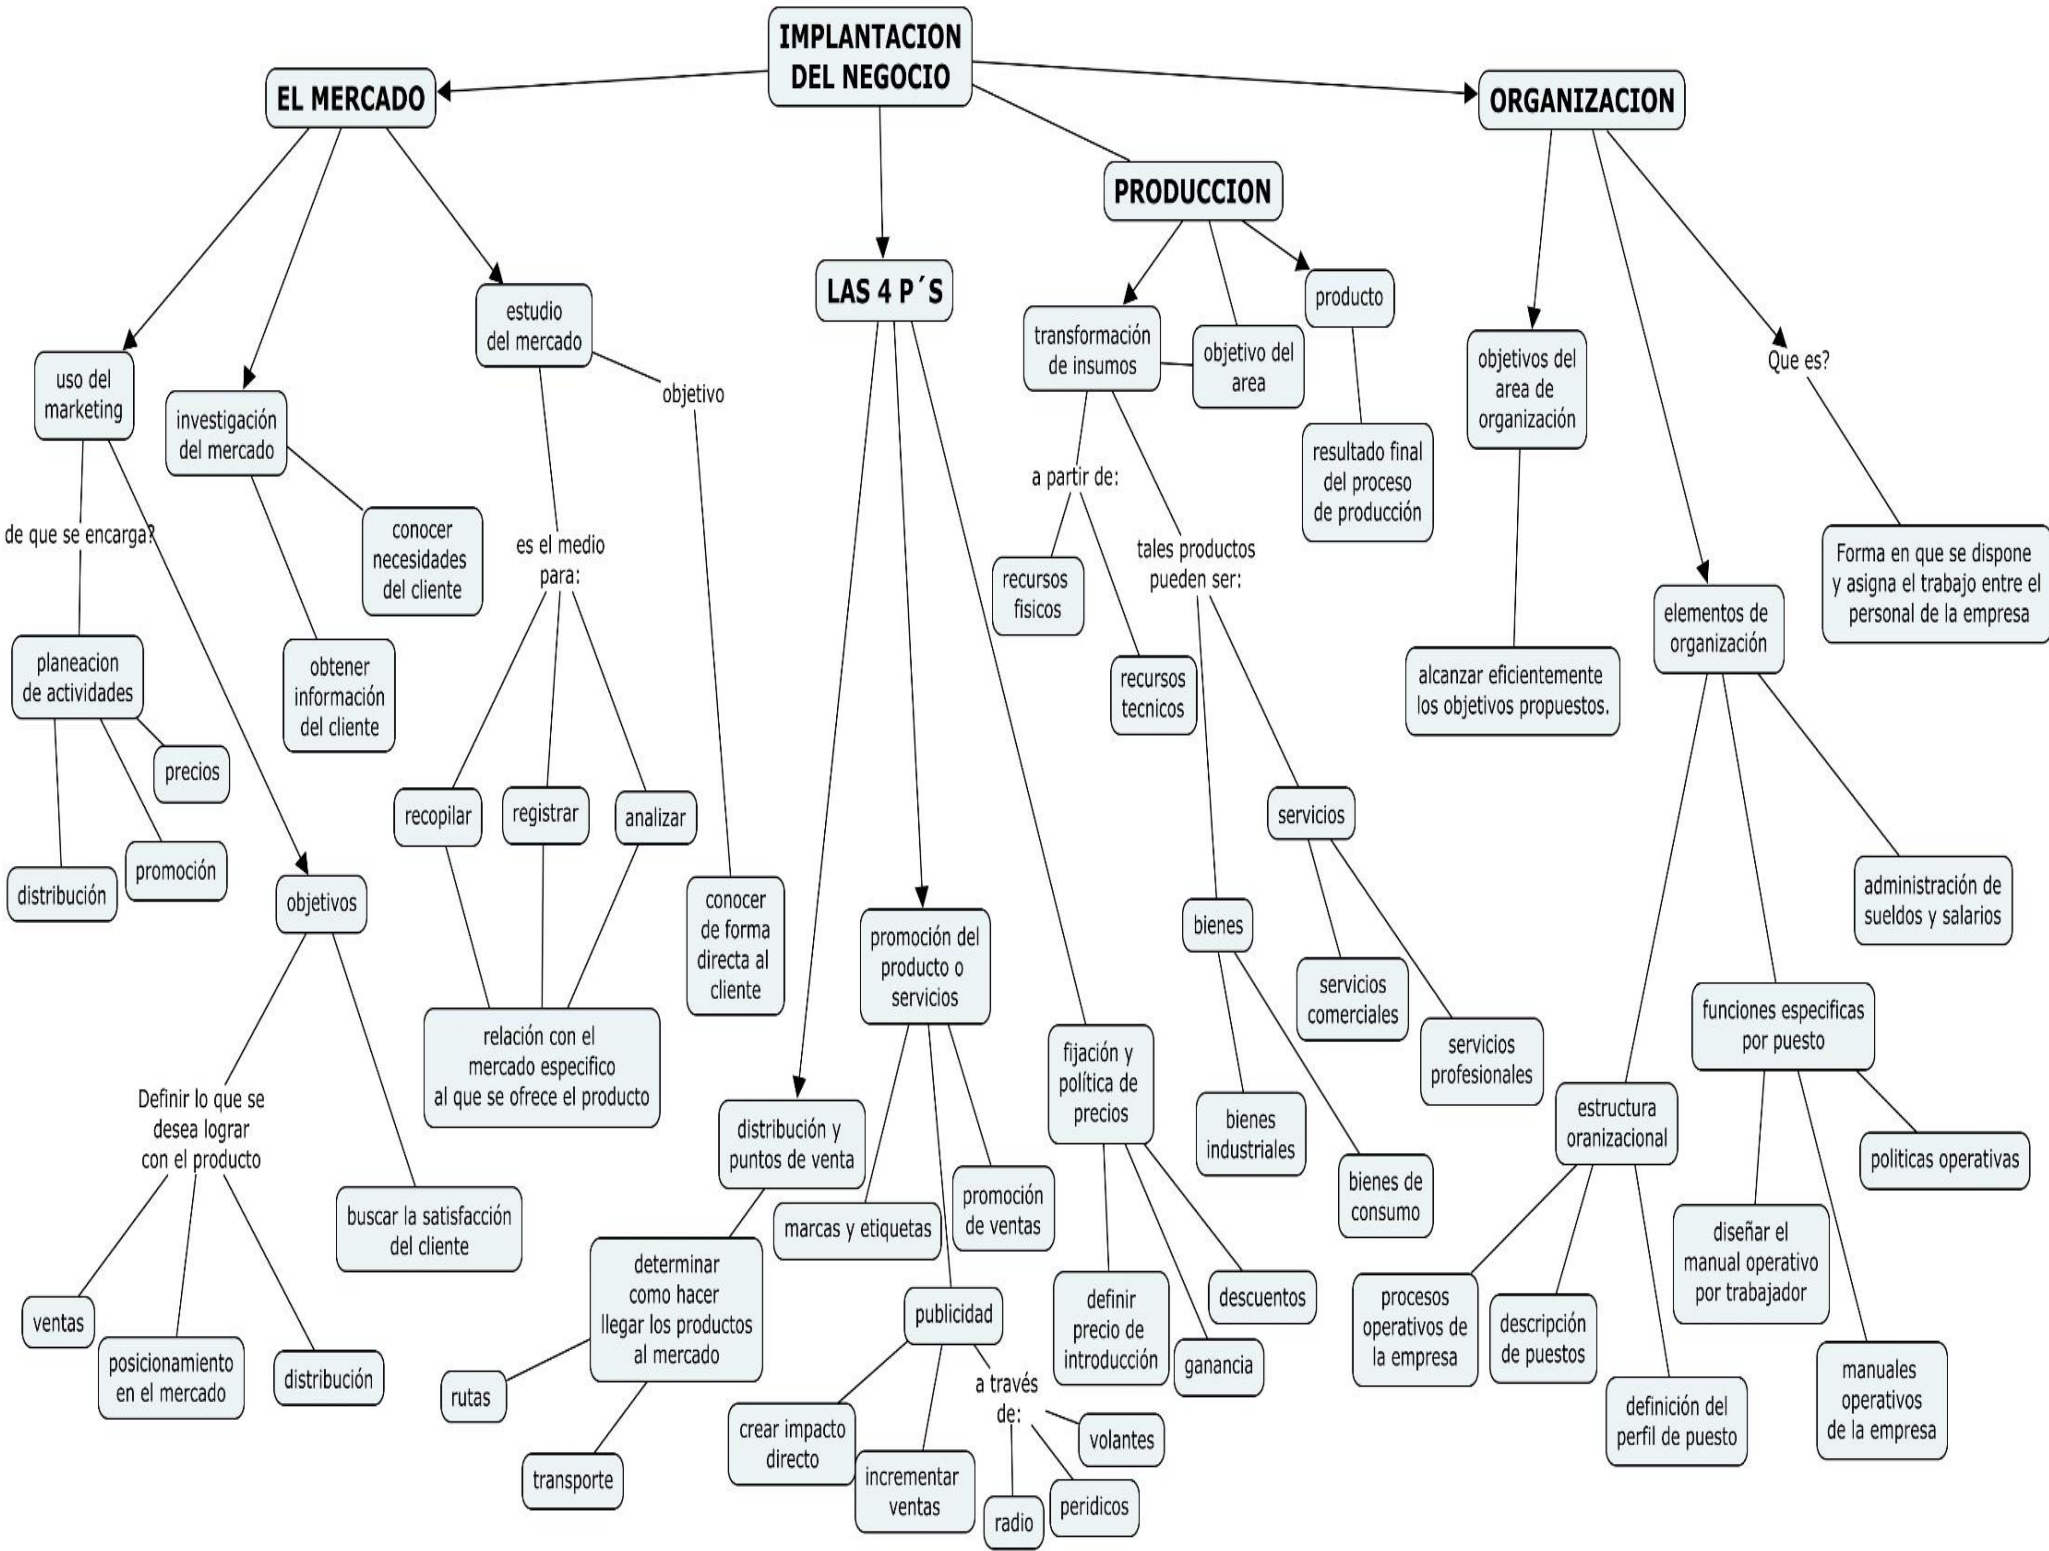 IMPLANTACION
DEL NEGOCIO
EL MERCADO
ORGANIZACION
PRODUCCION
LAS 4 P´S
uso del
marketing
de que se encarga?
planeacion
de actividades
precios
promoción
distribución
objetivos
Definir lo que se
desea lograr
con el producto
ventas
posicionamiento
en el mercado
distribución
buscar la satisfacción
del cliente
investigación
del mercado
conocer
necesidades
del cliente
obtener
información
del cliente
estudio
del mercado
objetivo
conocer
de forma
directa al
cliente
es el medio
para:
recopilar
registrar
analizar
relación con el
mercado especifico
al que se ofrece el producto
distribución y
puntos de venta
determinar
como hacer
llegar los productos
al mercado
rutas
transporte
promoción del
producto o
servicios
marcas y etiquetas
promoción
de ventas
publicidad
crear impacto
directo
incrementar
ventas
a través
de:
radio
peridicos
volantes
fijación y
política de
precios
definir
precio de
introducción
ganancia
descuentos
transformación
de insumos
objetivo del
area
producto
resultado final
del proceso
de producción
a partir de:
recursos
fisicos
recursos
tecnicos
tales productos
pueden ser:
bienes
bienes
industriales
bienes de
consumo
servicios
servicios
comerciales
servicios
profesionales
objetivos del
area de
organización
alcanzar eficientemente
los objetivos propuestos.
Que es?
Forma en que se dispone
y asigna el trabajo entre el
personal de la empresa
elementos de
organización
administración de
sueldos y salarios
funciones especificas
por puesto
politicas operativas
diseñar el
manual operativo
por trabajador
manuales
operativos
de la empresa
estructura
oranizacional
procesos
operativos de
la empresa
descripción
de puestos
definición del
perfil de puesto